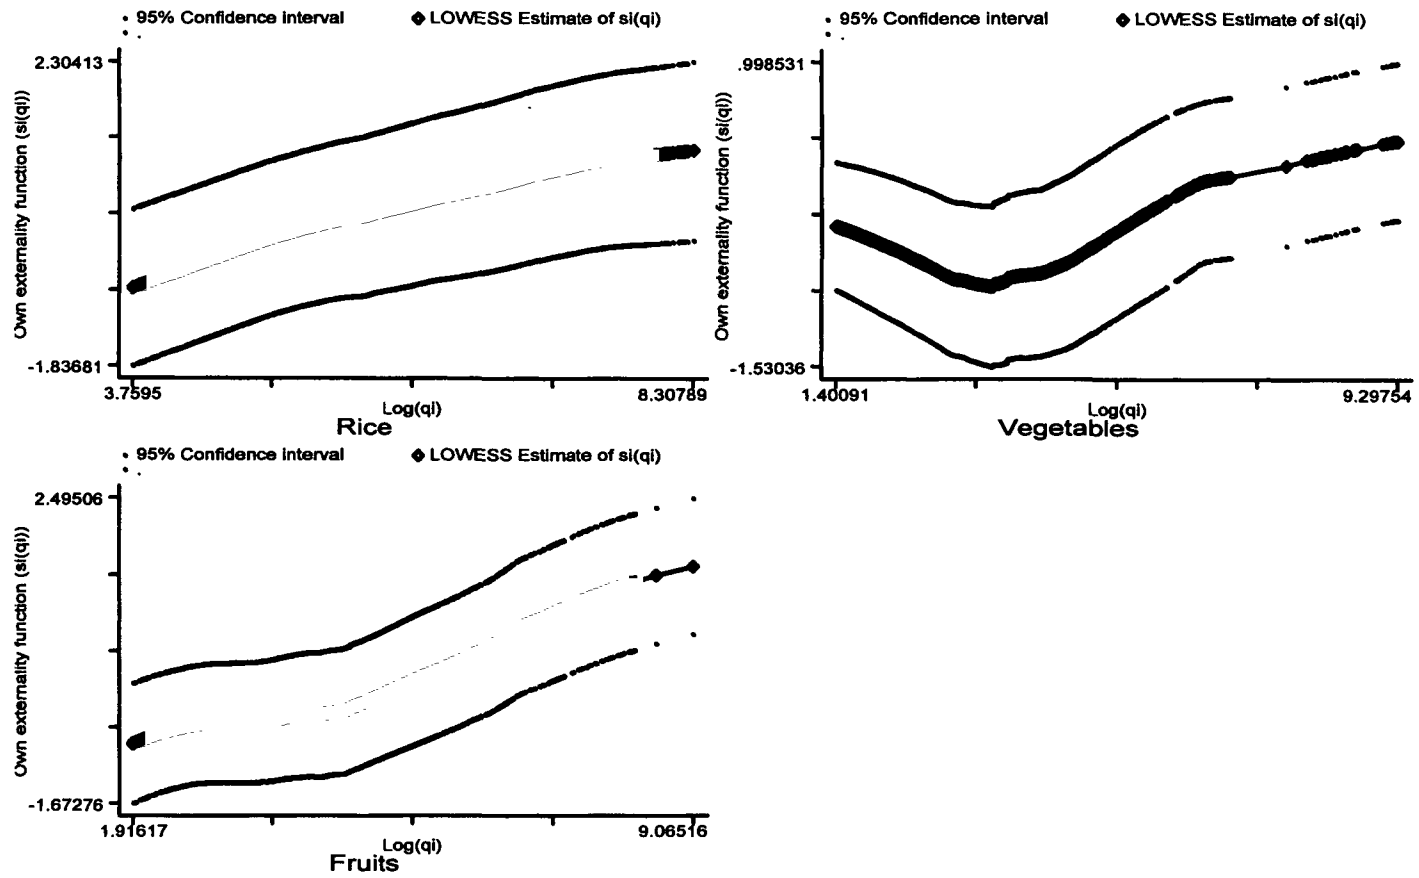 95% Confidence interval ◆ LOWESS Estimate of si(qi)
Own externality function (si(qi))
2.30413
-1.83681
3.7595 8.30789
Log(qi)
Rice
95% Confidence interval ◆ LOWESS Estimate of si(qi)
Own externality function (si(qi))
.998531
-1.53036
1.40091 9.29754
Log(qi)
Vegetables
95% Confidence interval ◆ LOWESS Estimate of si(qi)
Own externality function (si(qi))
2.49506
-1.67276
1.91617 9.06516
Log(qi)
Fruits